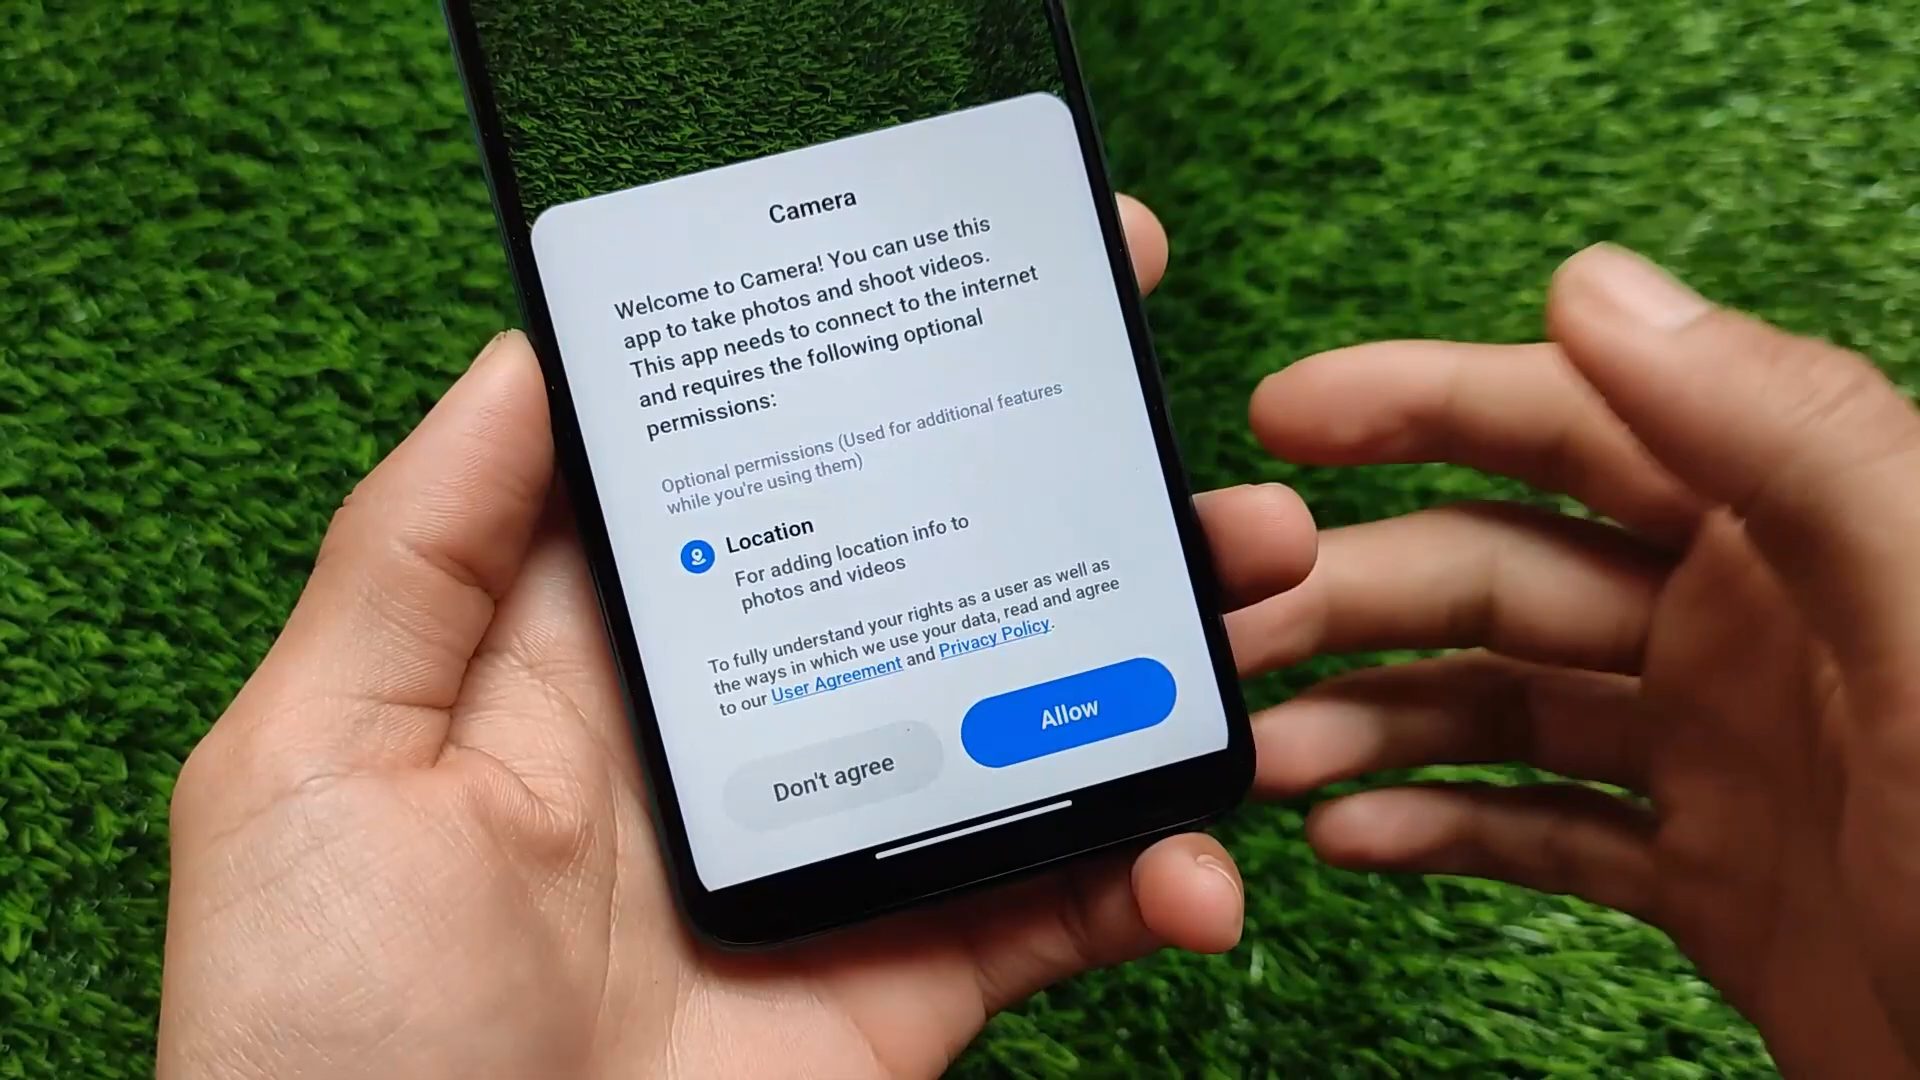 Camera
Welcome to Camera! You can use this
app to take photos and shoot videos.
This app needs to connect to the internet
and requires the following optional
permissions:
Optional permissions (Used for additional features
while you're using them)
Location
For adding location info to
photos and videos
To fully understand your rights as a user as well as
the ways in which we use your data, read and agree
to our User Agreement and Privacy Policy.
Don't agree
Allow